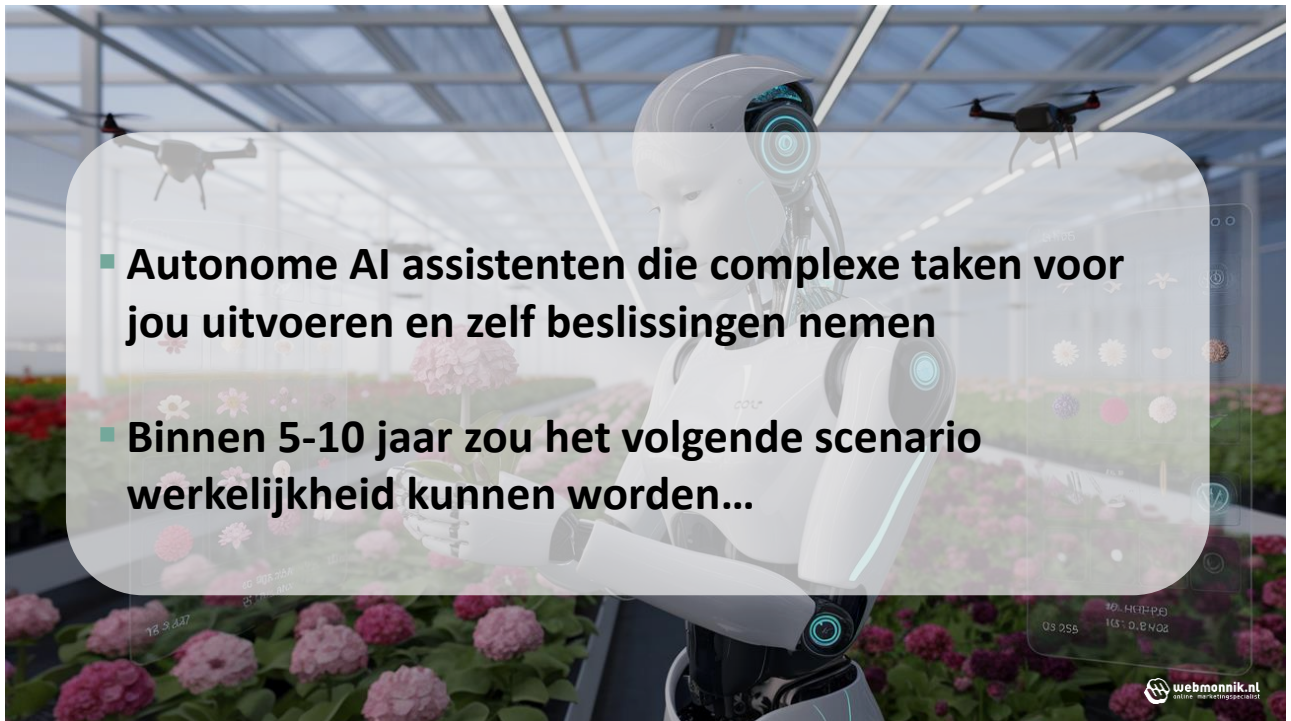 Autonome AI assistenten die complexe taken voor
jou uitvoeren en zelf beslissingen nemen
Binnen 5-10 jaar zou het volgende scenario
werkelijkheid kunnen worden…
webmonnik.nl
online marketingspecialist